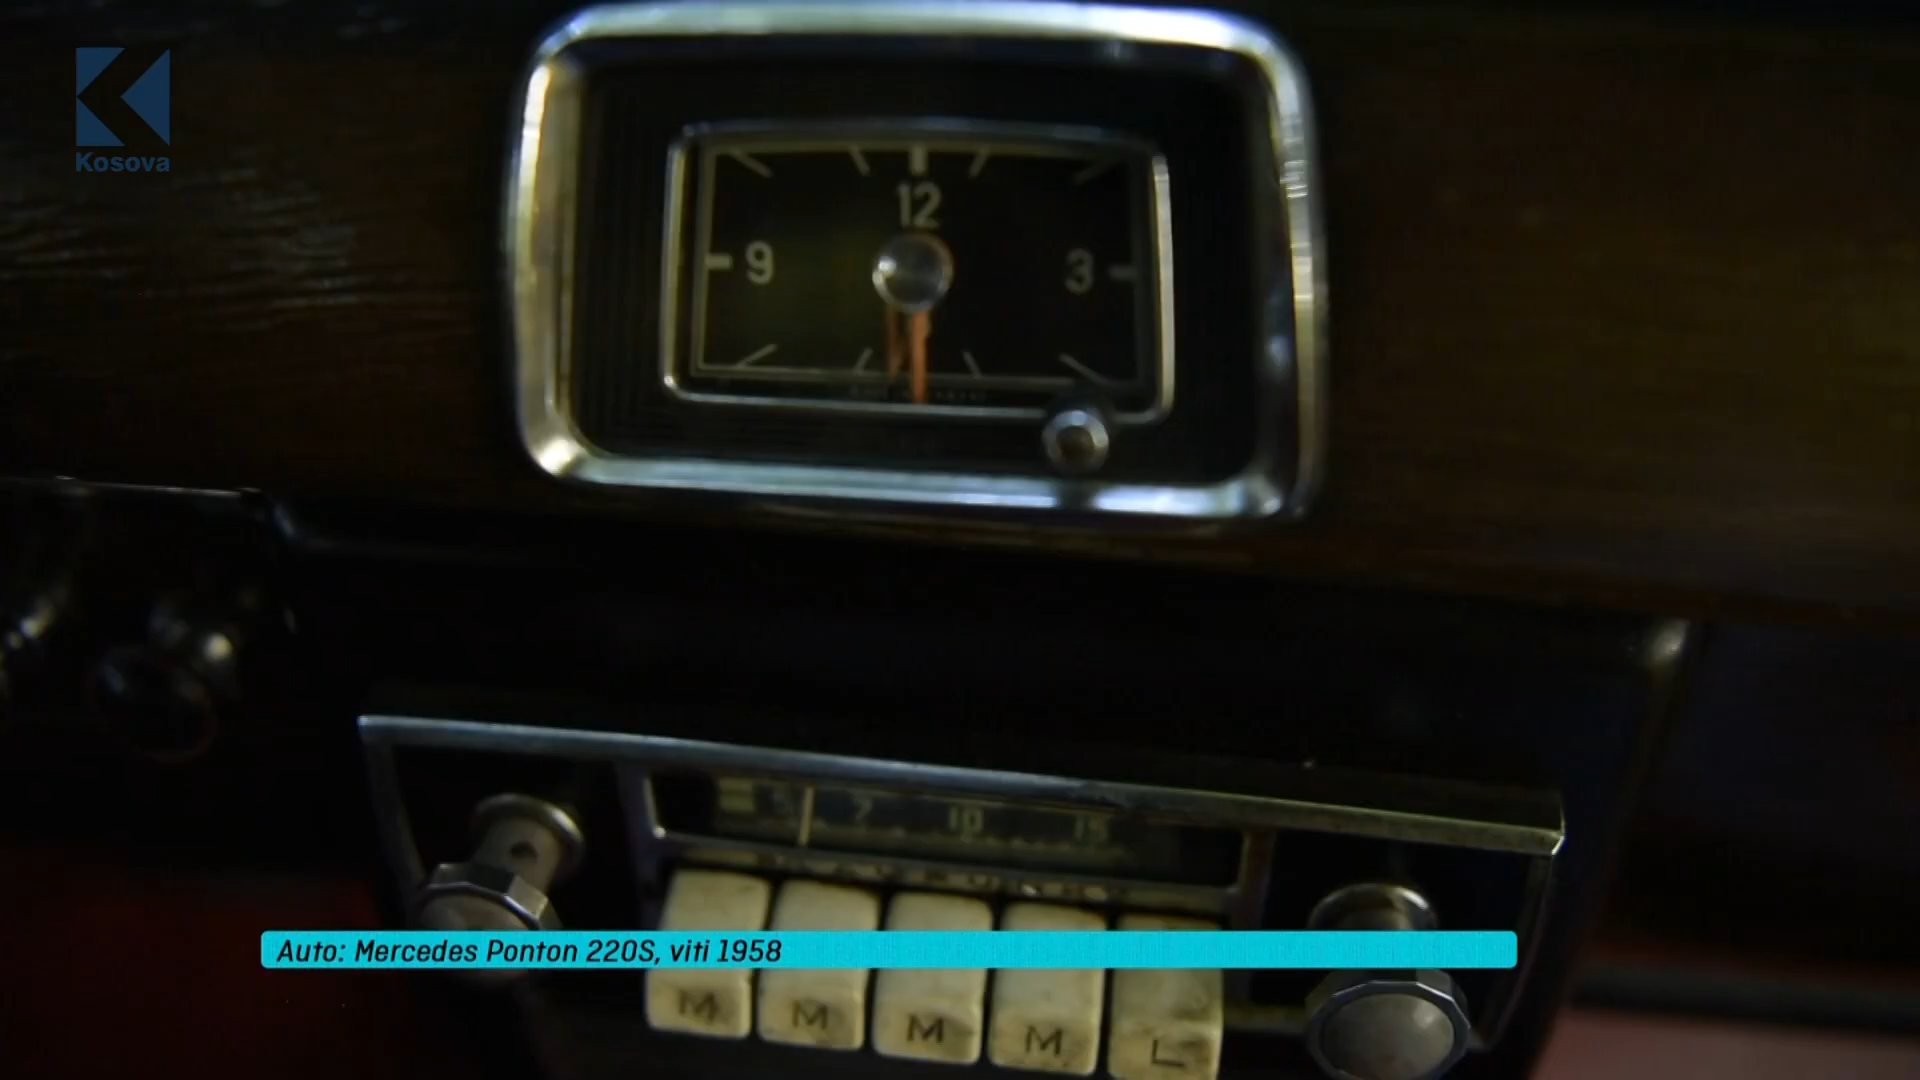 Kosova
12
9
3
7 10 15
Auto: Mercedes Ponton 220S, viti 1958
M M M M L